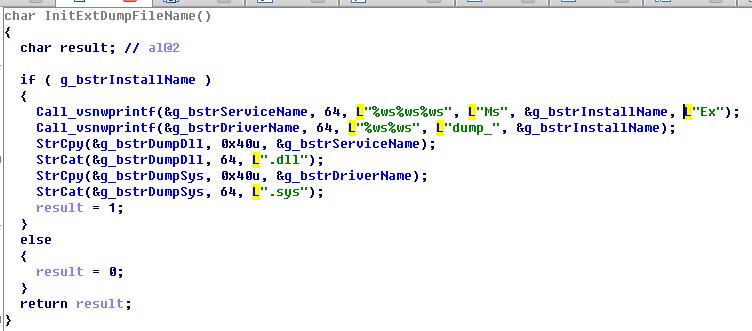 char InitExtDumpFileName()
{
char result; // al@2
if ( g_bstrInstallName )
{
Call_vsnwprintf(&g_bstrServiceName, 64, L"%ws%ws%ws", L"Ms", &g_bstrInstallName, L"Ex");
Call_vsnwprintf(&g_bstrDriverName, 64, L"%ws%ws", L"dump_", &g_bstrInstallName);
StrCpy(&g_bstrDumpDll, 0x40u, &g_bstrServiceName);
StrCat(&g_bstrDumpDll, 64, L".dll");
StrCpy(&g_bstrDumpSys, 0x40u, &g_bstrDriverName);
StrCat(&g_bstrDumpSys, 64, L".sys");
result = 1;
}
else
{
result = 0;
}
return result;
}